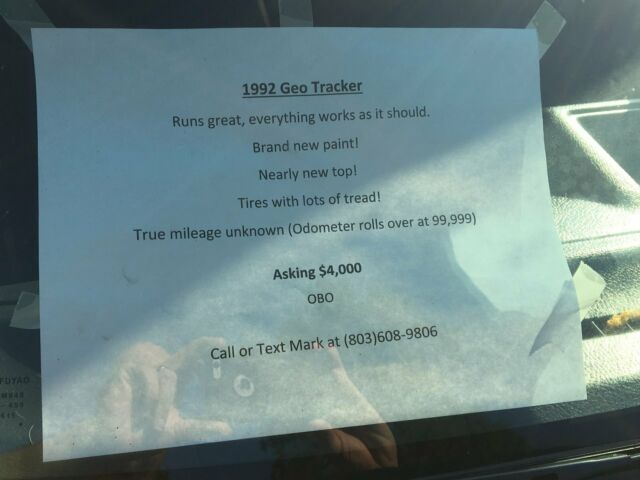 1992 Geo Tracker
Runs great, everything works as it should.
Brand new paint!
Nearly new top!
Tires with lots of tread!
True mileage unknown (Odometer rolls over at 99,999)
Asking $4,000
OBO
Call or Text Mark at (803)608-9806
FUYAO